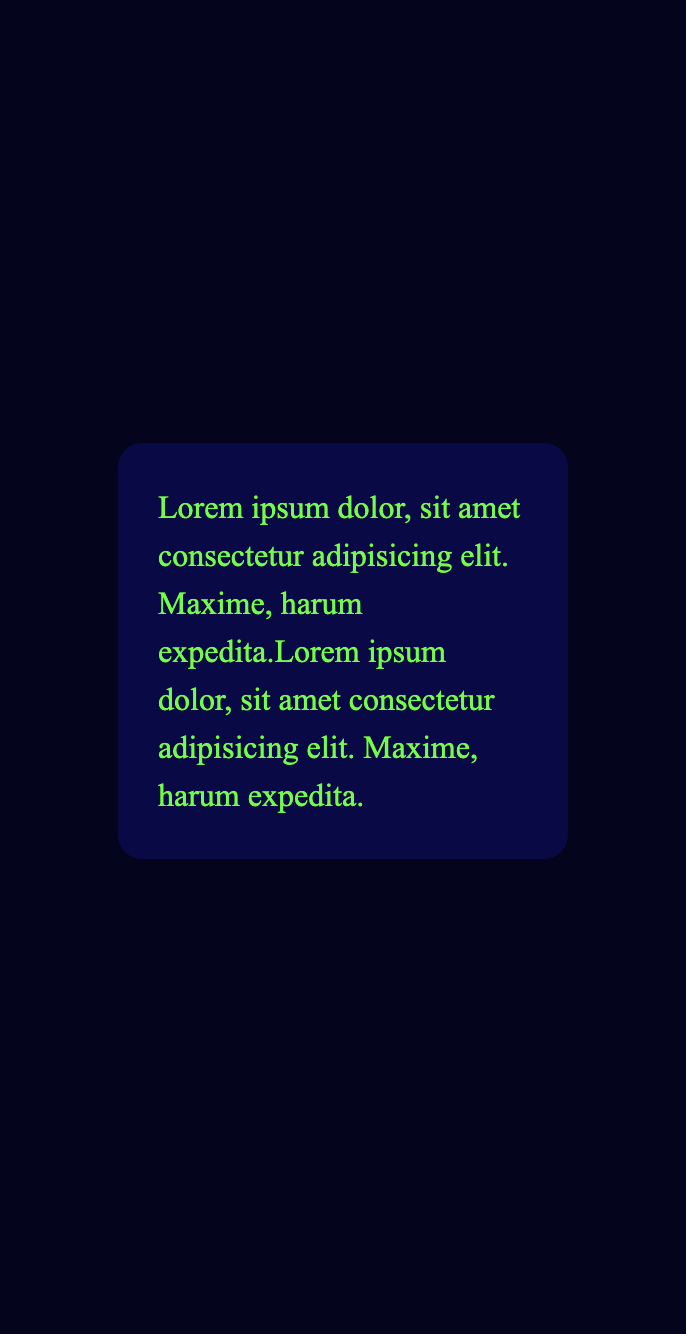 Lorem ipsum dolor, sit amet
consectetur adipisicing elit.
Maxime, harum
expedita.Lorem ipsum
dolor, sit amet consectetur
adipisicing elit. Maxime,
harum expedita.